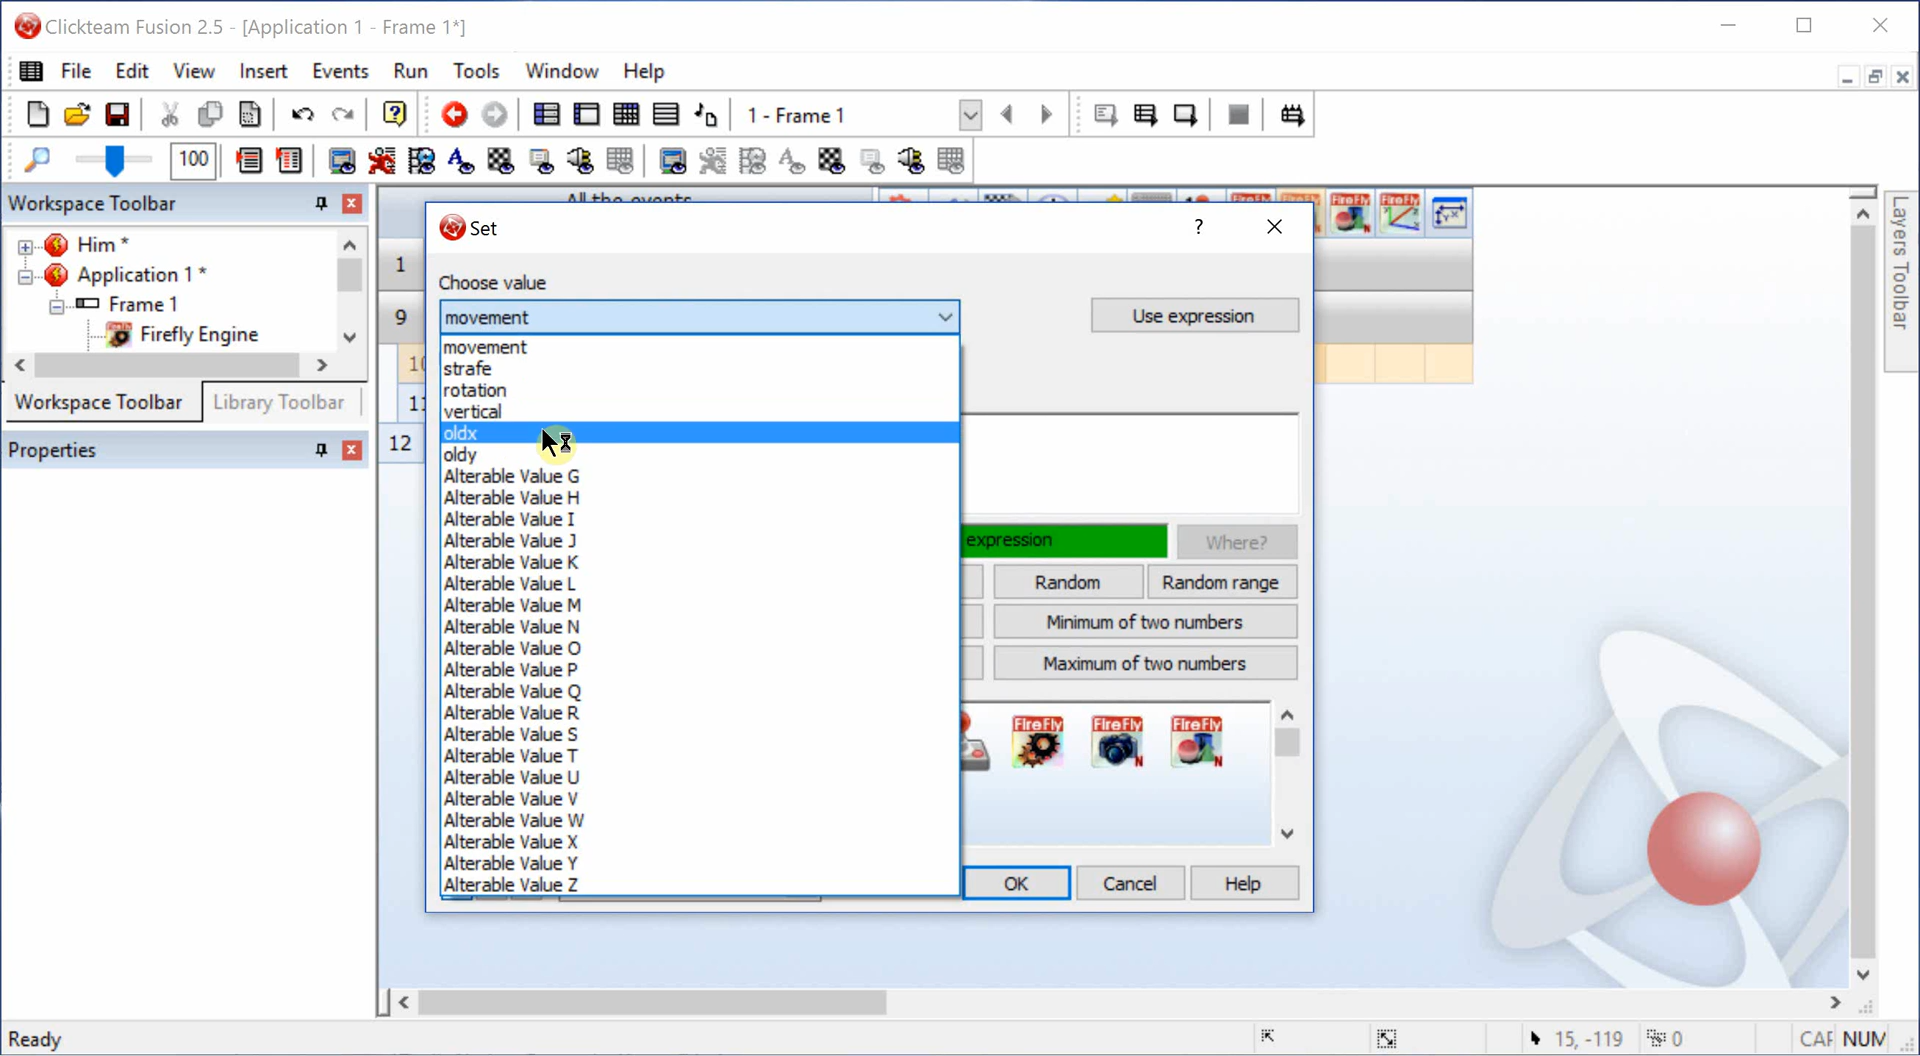 Clickteam Fusion 2.5 - [Application 1 - Frame 1*]
File Edit View Insert Events Run Tools Window Help
1 - Frame 1
100
Workspace Toolbar
Him *
Application 1 *
Frame 1
Firefly Engine
Workspace Toolbar Library Toolbar
Properties
All the events
1
9
11
12
Layers Toolbar
Set
?
Choose value
movement
Use expression
movement
strafe
rotation
vertical
oldx
oldy
Alterable Value G
Alterable Value H
Alterable Value I
Alterable Value J
Alterable Value K
Alterable Value L
Alterable Value M
Alterable Value N
Alterable Value O
Alterable Value P
Alterable Value Q
Alterable Value R
Alterable Value S
Alterable Value T
Alterable Value U
Alterable Value V
Alterable Value W
Alterable Value X
Alterable Value Y
Alterable Value Z
expression
Where?
Random Random range
Minimum of two numbers
Maximum of two numbers
FireFly FireFly FireFly
OK Cancel Help
Ready
15, -119
0
CAP NUM